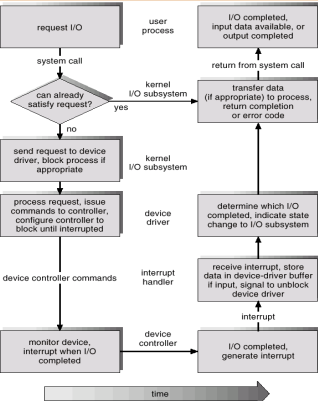 request I/O
user
process
I/O completed,
input data available, or
output completed
system call
return from system call
can already
satisfy request?
yes
no
kernel
I/O subsystem
transfer data
(if appropriate) to process,
return completion
or error code
send request to device
driver, block process if
appropriate
kernel
I/O subsystem
process request, issue
commands to controller,
configure controller to
block until interrupted
device
driver
determine which I/O
completed, indicate state
change to I/O subsystem
device controller commands
interrupt
handler
receive interrupt, store
data in device-driver buffer
if input, signal to unblock
device driver
interrupt
monitor device,
interrupt when I/O
completed
device
controller
I/O completed,
generate interrupt
time